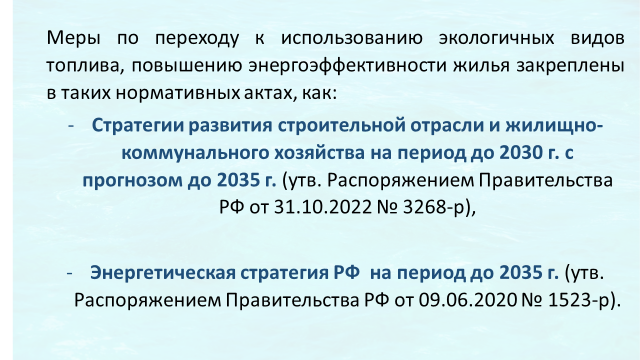 Меры по переходу к использованию экологичных видов
топлива, повышению энергоэффективности жилья закреплены
в таких нормативных актах, как:
- Стратегии развития строительной отрасли и жилищно-
коммунального хозяйства на период до 2030 г. с
прогнозом до 2035 г. (утв. Распоряжением Правительства
РФ от 31.10.2022 № 3268-р),
- Энергетическая стратегия РФ на период до 2035 г. (утв.
Распоряжением Правительства РФ от 09.06.2020 № 1523-р).